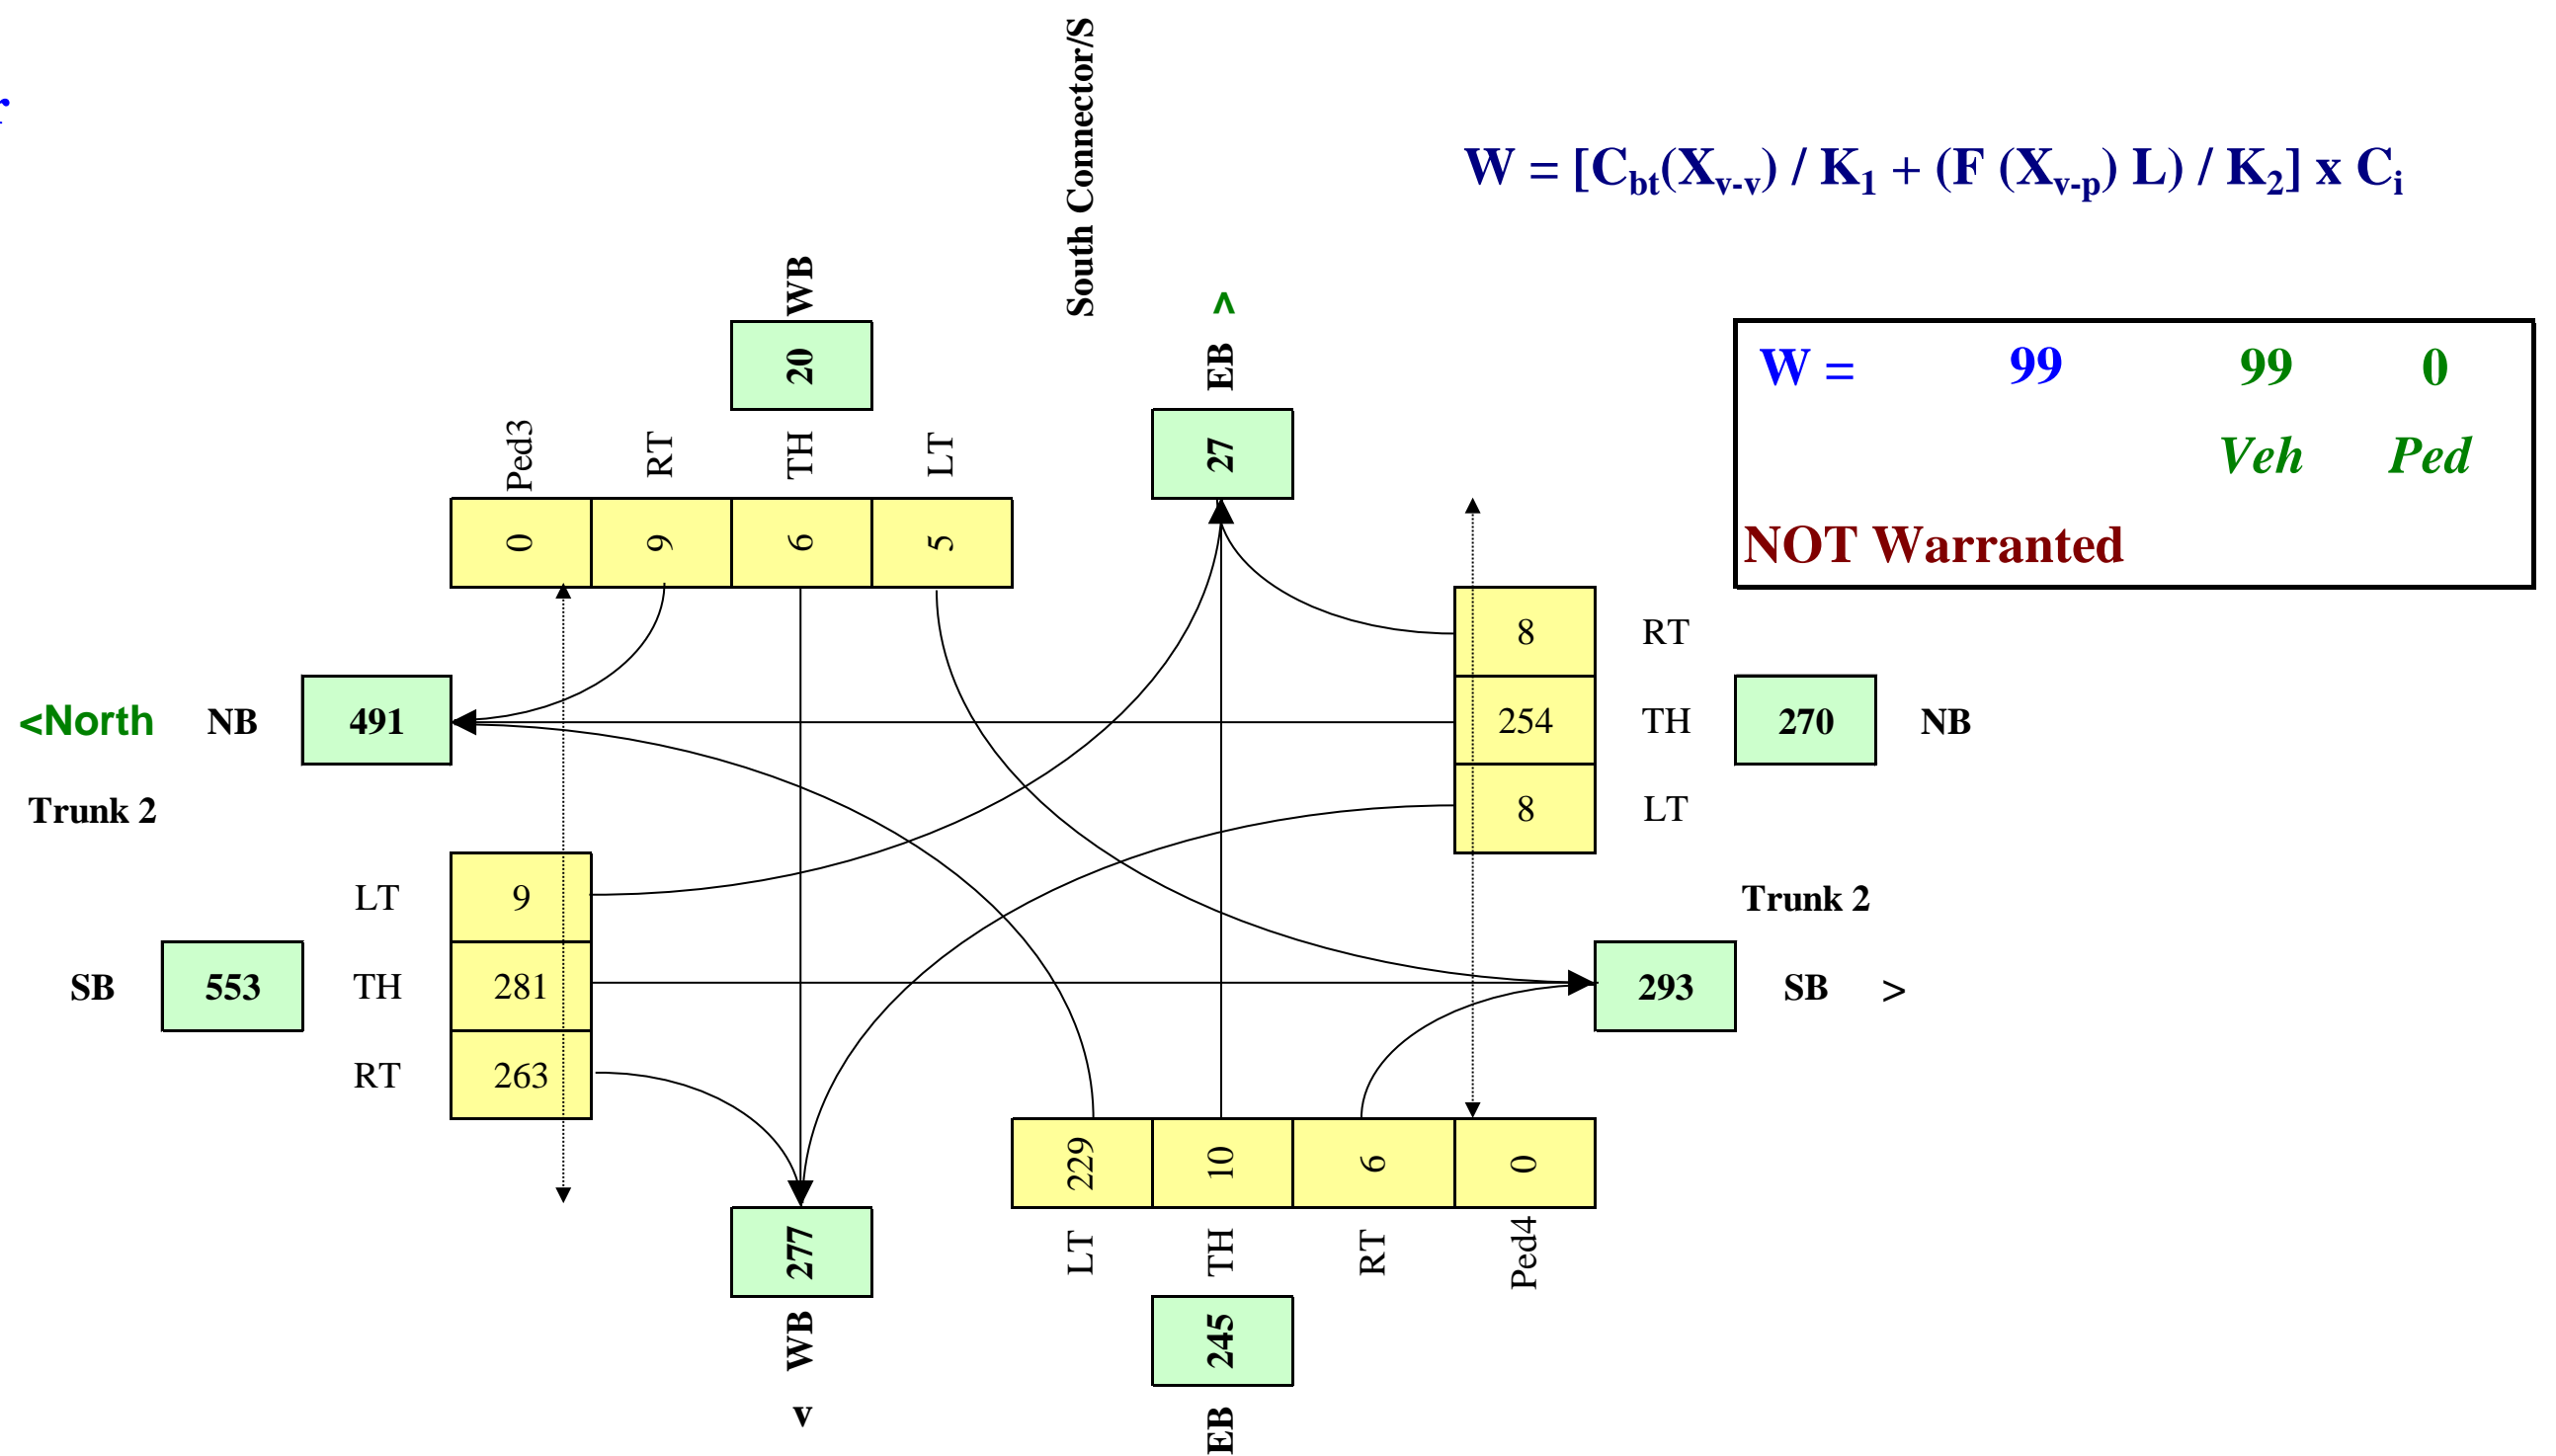 r
South Connector/S
W = [Cbt(Xv-v) / K1 + (F (Xv-p) L) / K2] x Ci
WB
^
20
EB
W = 99 99 0
27
Ped3 RT TH LT
Veh Ped
0 9 6 5
NOT Warranted
8 RT
<North NB 491
254 TH 270 NB
Trunk 2
8 LT
LT 9
Trunk 2
SB 553 TH 281
293 SB >
RT 263
229 10 6 0
277
LT TH RT Ped4
WB
245
v
EB